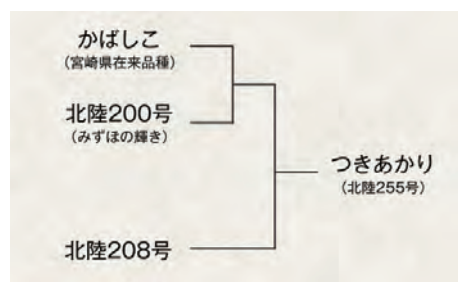 かばしこ
(宮崎県在来品種)
北陸200号
(みずほの輝き)
つきあかり
(北陸255号)
北陸208号